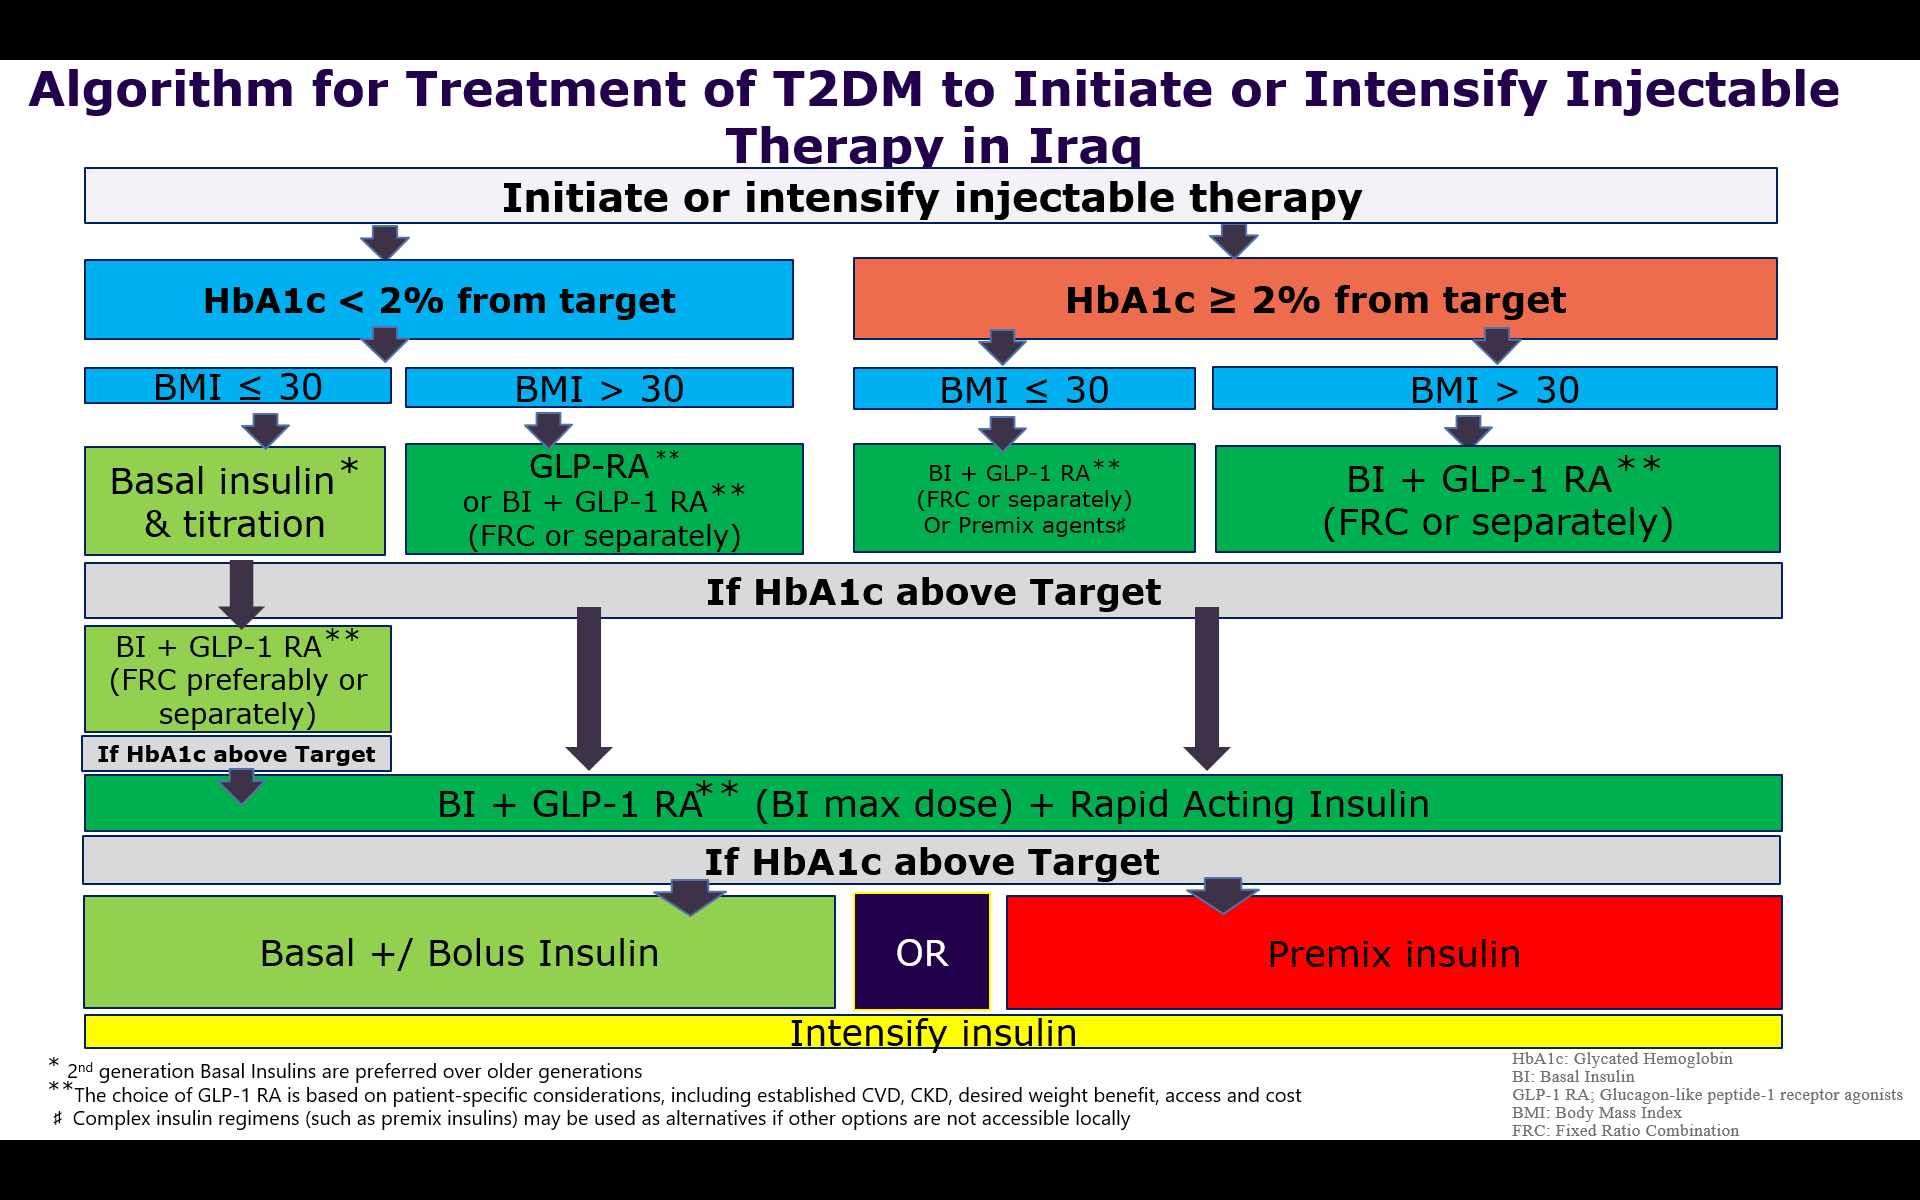 Algorithm for Treatment of T2DM to Initiate or Intensify Injectable
Therapy in Iraq
Initiate or intensify injectable therapy
HbA1c < 2% from target
HbA1c ≥ 2% from target
BMI ≤ 30
BMI > 30
BMI ≤ 30
BMI > 30
Basal insulin*
& titration
GLP-RA**
or BI + GLP-1 RA**
(FRC or separately)
BI + GLP-1 RA**
(FRC or separately)
Or Premix agents♯
BI + GLP-1 RA**
(FRC or separately)
If HbA1c above Target
BI + GLP-1 RA**
(FRC preferably or
separately)
If HbA1c above Target
BI + GLP-1 RA** (BI max dose) + Rapid Acting Insulin
If HbA1c above Target
Basal +/ Bolus Insulin
OR
Premix insulin
Intensify insulin
* 2nd generation Basal Insulins are preferred over older generations
**The choice of GLP-1 RA is based on patient-specific considerations, including established CVD, CKD, desired weight benefit, access and cost
♯ Complex insulin regimens (such as premix insulins) may be used as alternatives if other options are not accessible locally
HbA1c: Glycated Hemoglobin
BI: Basal Insulin
GLP-1 RA; Glucagon-like peptide-1 receptor agonists
BMI: Body Mass Index
FRC: Fixed Ratio Combination